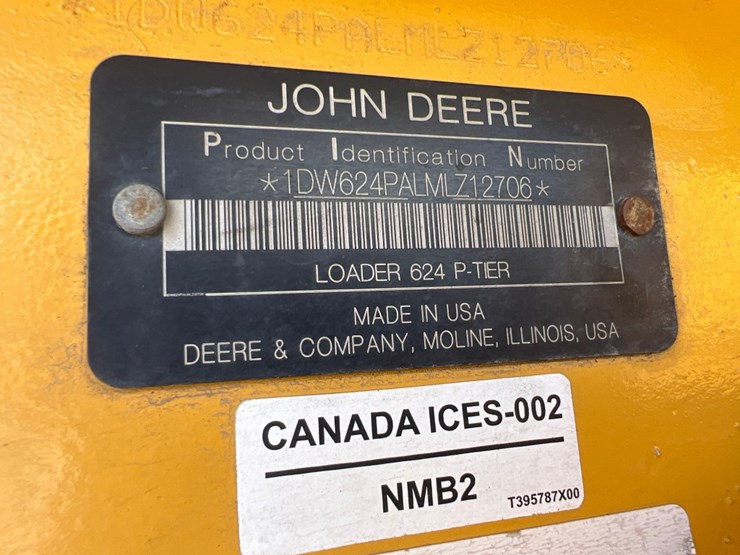 *1DW624PALMLZ12706*
JOHN DEERE
Product Identification Number
*1DW624PALMLZ12706*
LOADER 624 P-TIER
MADE IN USA
DEERE & COMPANY, MOLINE, ILLINOIS, USA
CANADA ICES-002
NMB2
T395787X00